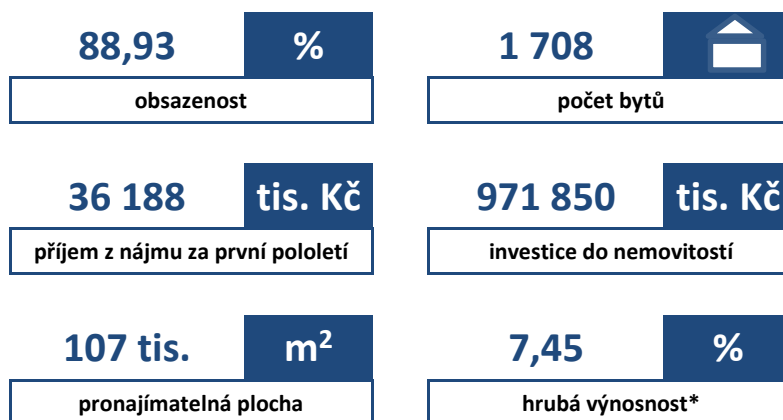 88,93 %
obsazenost
1 708
počet bytů
36 188 tis. Kč
příjem z nájmu za první pololetí
971 850 tis. Kč
investice do nemovitostí
107 tis. m²
pronajímatelná plocha
7,45 %
hrubá výnosnost*